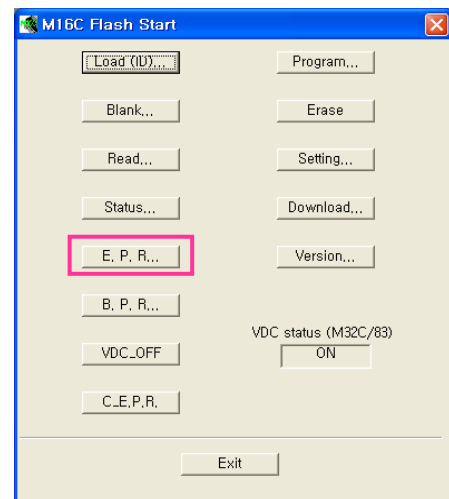 M16C Flash Start
Load (ID)...
Program...
Blank...
Erase
Read...
Setting...
Status...
Download...
E. P. R...
Version...
B. P. R...
VDC status (M32C/83)
VDC_OFF
ON
C_E.P.R.
Exit